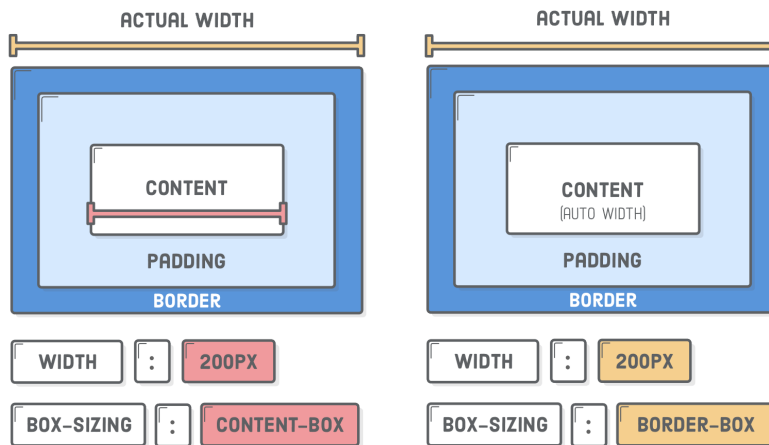 ACTUAL WIDTH
CONTENT
PADDING
BORDER
WIDTH : 200PX
BOX-SIZING : CONTENT-BOX
ACTUAL WIDTH
CONTENT
(AUTO WIDTH)
PADDING
BORDER
WIDTH : 200PX
BOX-SIZING : BORDER-BOX